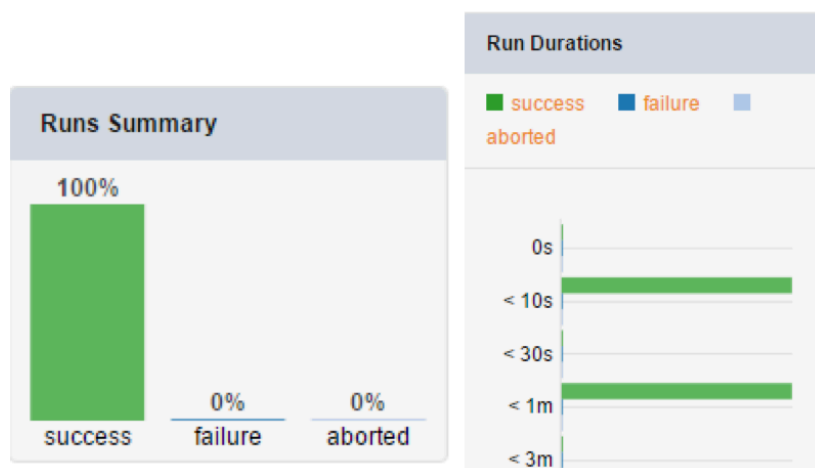 Runs Summary
100%
0% 0%
success failure aborted
Run Durations
success failure
aborted
0s
< 10s
< 30s
< 1m
< 3m